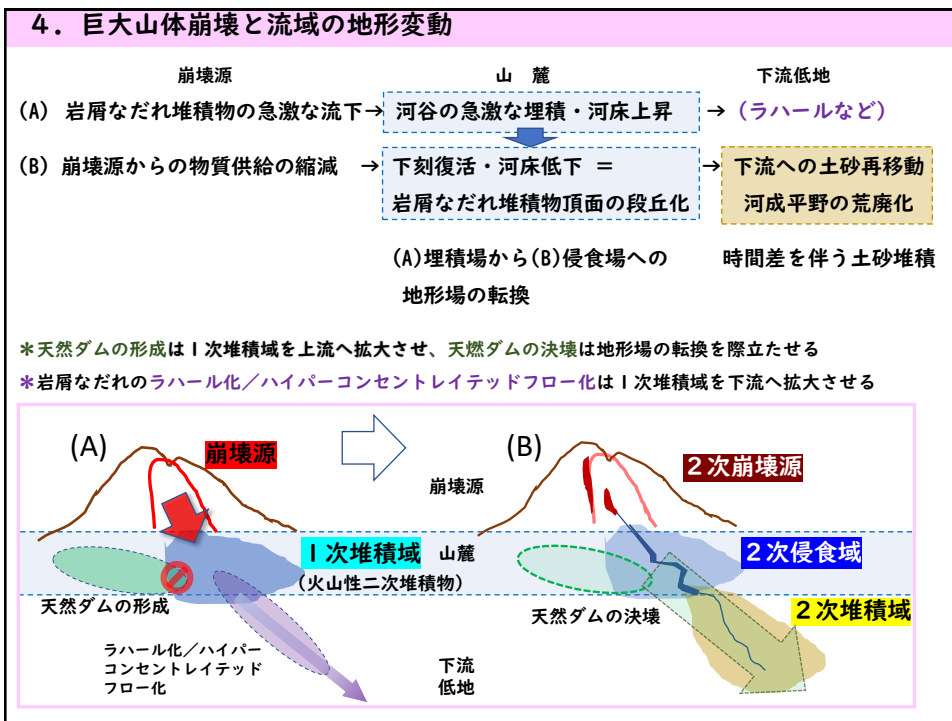 ４．巨大山体崩壊と流域の地形変動
崩壊源 山 麓 下流低地
(A) 岩屑なだれ堆積物の急激な流下→ 河谷の急激な埋積・河床上昇 →（ラハールなど）
(B) 崩壊源からの物質供給の縮減 → 下刻復活・河床低下 ＝ → 下流への土砂再移動
岩屑なだれ堆積物頂面の段丘化 河成平野の荒廃化
(A)埋積場から(B)侵食場への 時間差を伴う土砂堆積
地形場の転換
＊天然ダムの形成は１次堆積域を上流へ拡大させ、天燃ダムの決壊は地形場の転換を際立たせる
＊岩屑なだれのラハール化／ハイパーコンセントレイテッドフロー化は１次堆積域を下流へ拡大させる
(A)
崩壊源
１次堆積域
(火山性二次堆積物)
天然ダムの形成
ラハール化／ハイパー
コンセントレイテッド
フロー化
崩壊源
山麓
下流
低地
(B)
２次崩壊源
２次侵食域
天然ダムの決壊
２次堆積域